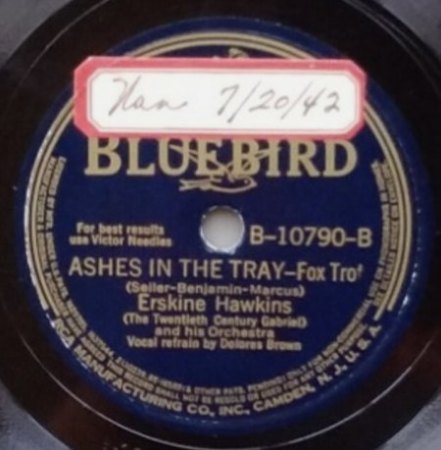 7/20/42
BLUEBIRD
For best results
use Victor Needles
B-10790-B
ASHES IN THE TRAY-Fox Trot
(Seiler-Benjamin-Marcus)
Erskine Hawkins
(The Twentieth Century Gabriel)
and his Orchestra
Vocal refrain by Dolores Brown
RCA MANUFACTURING CO., INC., CAMDEN, N. J., U. S. A.